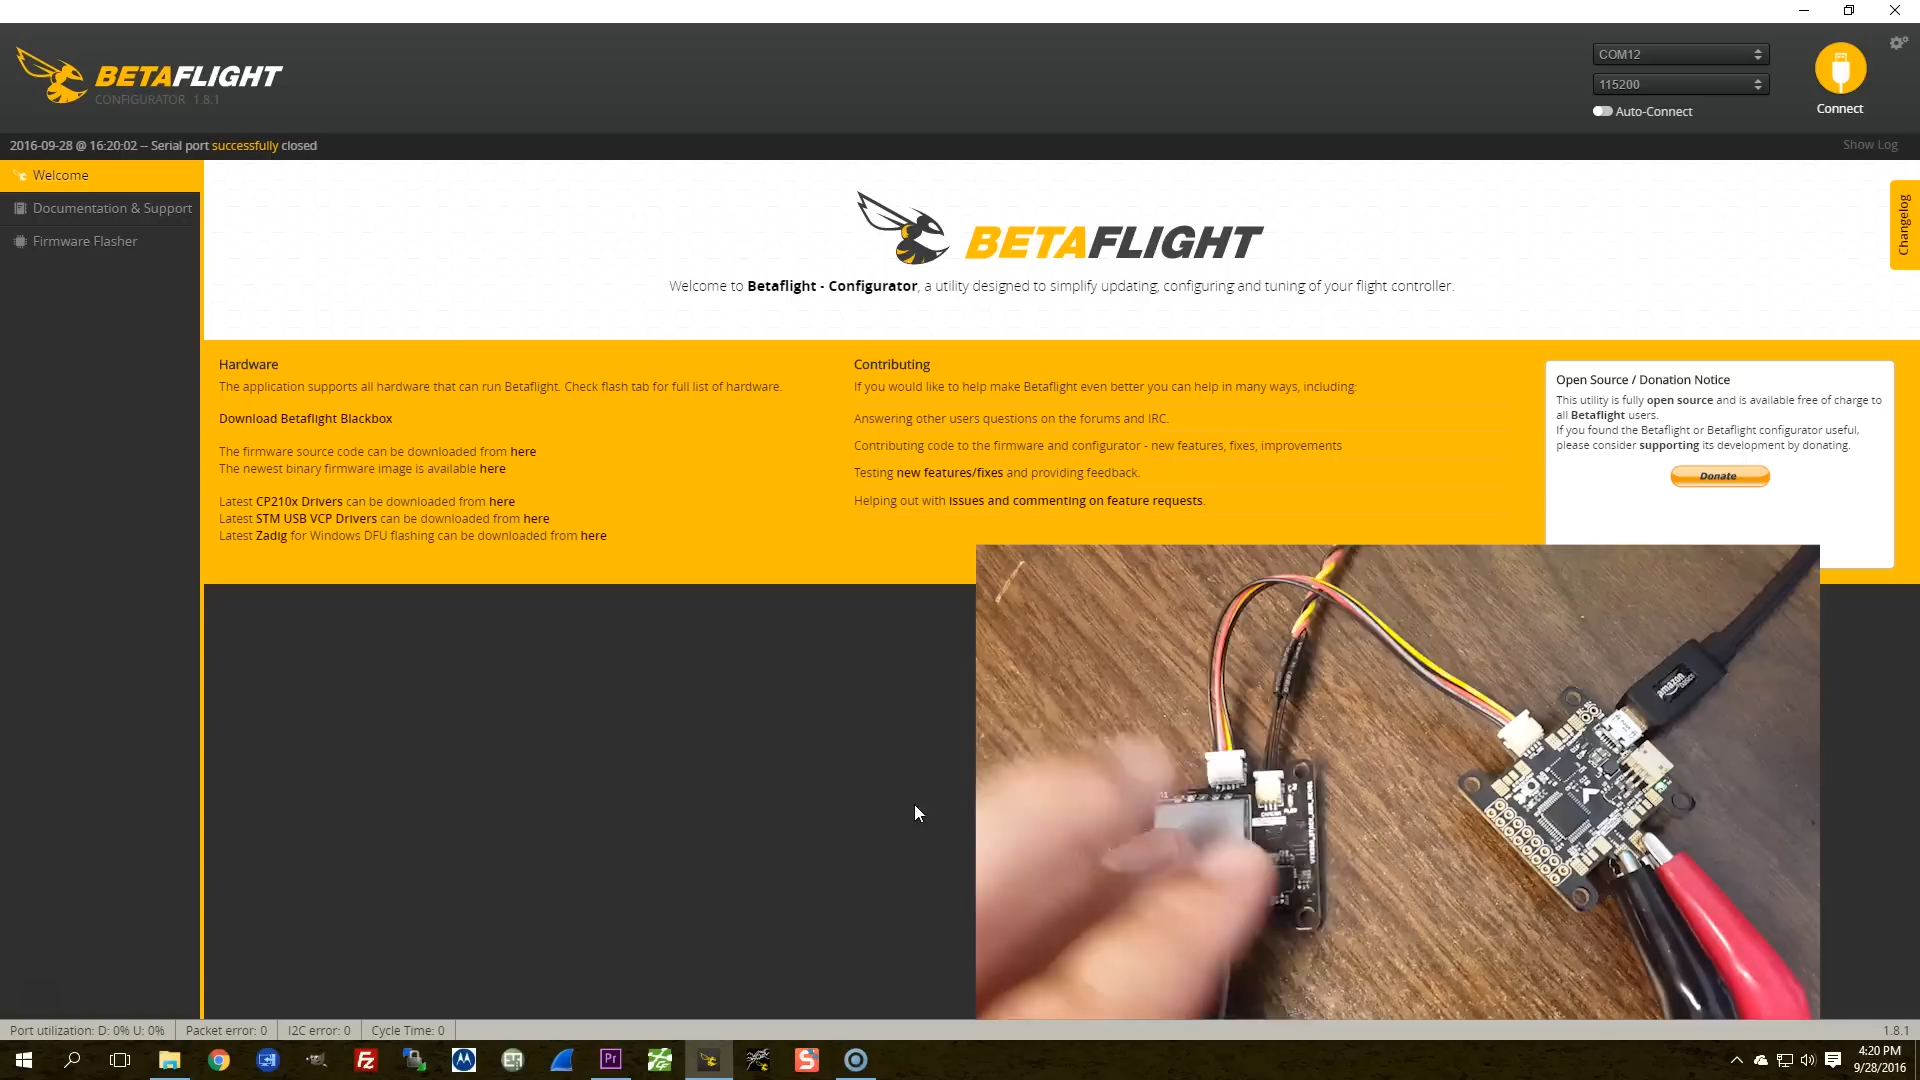 BETAFLIGHT
CONFIGURATOR 1.8.1
COM12
115200
Auto-Connect
Connect
2016-09-28 @ 16:20:02 -- Serial port successfully closed
Show Log
Welcome
Documentation & Support
Firmware Flasher
Changelog
BETAFLIGHT
Welcome to Betaflight - Configurator, a utility designed to simplify updating, configuring and tuning of your flight controller.
Hardware
The application supports all hardware that can run Betaflight. Check flash tab for full list of hardware.
Download Betaflight Blackbox
The firmware source code can be downloaded from here
The newest binary firmware image is available here
Latest CP210x Drivers can be downloaded from here
Latest STM USB VCP Drivers can be downloaded from here
Latest Zadig for Windows DFU flashing can be downloaded from here
Contributing
If you would like to help make Betaflight even better you can help in many ways, including:
Answering other users questions on the forums and IRC.
Contributing code to the firmware and configurator - new features, fixes, improvements
Testing new features/fixes and providing feedback.
Helping out with issues and commenting on feature requests.
Open Source / Donation Notice
This utility is fully open source and is available free of charge to
all Betaflight users.
If you found the Betaflight or Betaflight configurator useful,
please consider supporting its development by donating.
Donate
amazon
Port utilization: D: 0% U: 0%
Packet error: 0
I2C error: 0
Cycle Time: 0
1.8.1
Fz
Pr
S
4:20 PM
9/28/2016